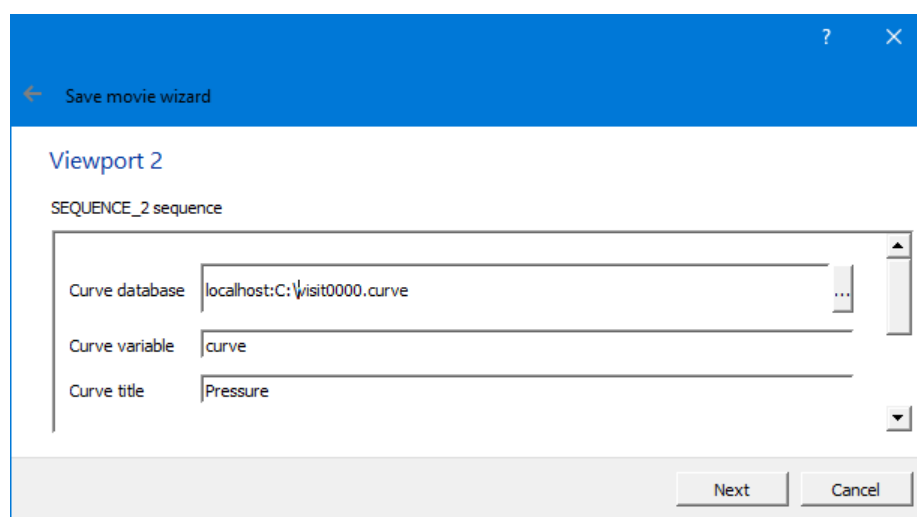 ?
Save movie wizard
Viewport 2
SEQUENCE_2 sequence
Curve database localhost:C:\visit0000.curve ...
Curve variable curve
Curve title Pressure
Next Cancel